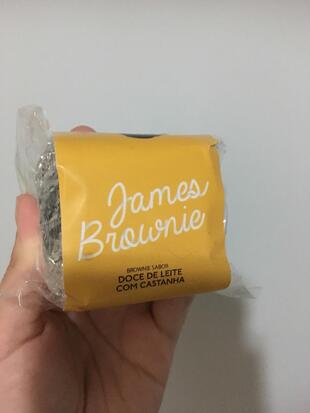 James
Brownie
BROWNIE SABOR
DOCE DE LEITE
COM CASTANHA